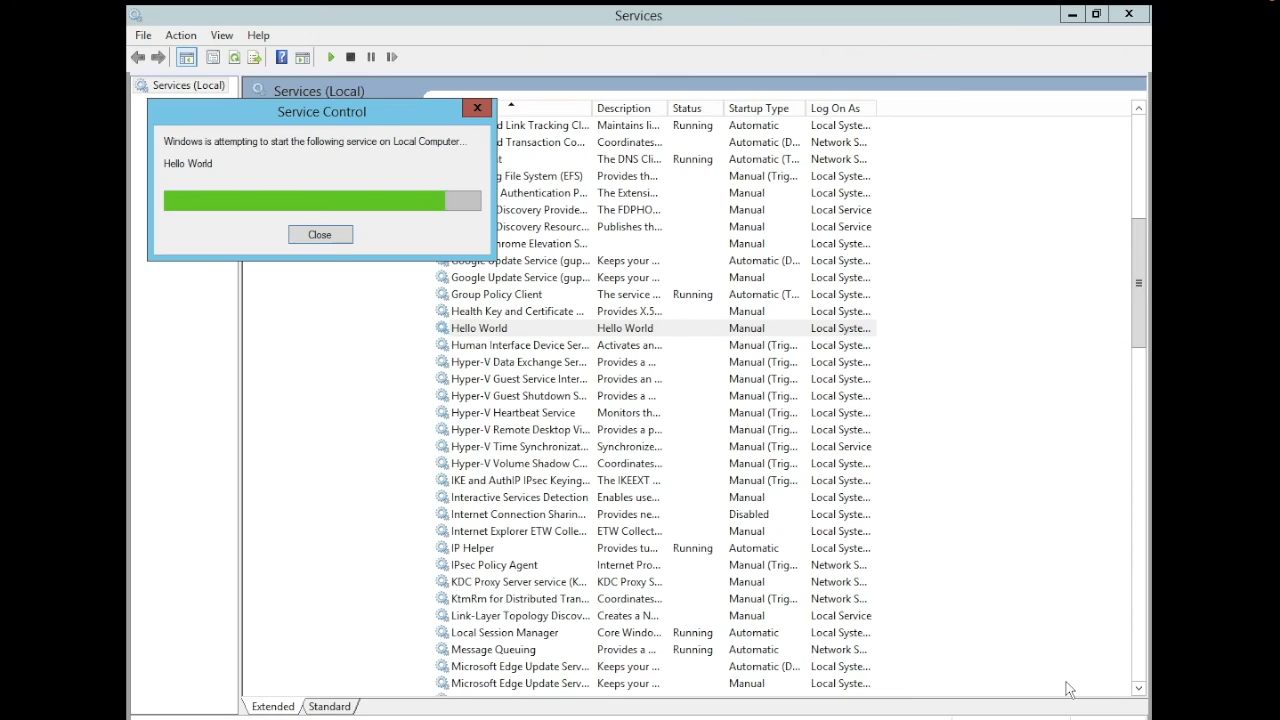 Services
File Action View Help
Services (Local)
Services (Local)
Service Control
Windows is attempting to start the following service on Local Computer...
Hello World
Close
Description Status Startup Type Log On As
d Link Tracking Cl... Maintains li... Running Automatic Local Syste...
d Transaction Co... Coordinates... Automatic (D... Network S...
t The DNS Cli... Running Automatic (T... Network S...
g File System (EFS) Provides th... Manual (Trig... Local Syste...
Authentication P... The Extensi... Manual Local Syste...
Discovery Provide... The FDPHO... Manual Local Service
Discovery Resourc... Publishes th... Manual Local Service
hrome Elevation S... Manual Local Syste...
Google Update Service (gup... Keeps your ... Automatic (D... Local Syste...
Google Update Service (gup... Keeps your ... Manual Local Syste...
Group Policy Client The service ... Running Automatic (T... Local Syste...
Health Key and Certificate ... Provides X.5... Manual Local Syste...
Hello World Hello World Manual Local Syste...
Human Interface Device Ser... Activates an... Manual (Trig... Local Syste...
Hyper-V Data Exchange Ser... Provides a ... Manual (Trig... Local Syste...
Hyper-V Guest Service Inter... Provides an ... Manual (Trig... Local Syste...
Hyper-V Guest Shutdown S... Provides a ... Manual (Trig... Local Syste...
Hyper-V Heartbeat Service Monitors th... Manual (Trig... Local Syste...
Hyper-V Remote Desktop Vi... Provides a p... Manual (Trig... Local Syste...
Hyper-V Time Synchronizat... Synchronize... Manual (Trig... Local Service
Hyper-V Volume Shadow C... Coordinates... Manual (Trig... Local Syste...
IKE and AuthIP IPsec Keying... The IKEEXT ... Manual (Trig... Local Syste...
Interactive Services Detection Enables use... Manual Local Syste...
Internet Connection Sharin... Provides ne... Disabled Local Syste...
Internet Explorer ETW Colle... ETW Collect... Manual Local Syste...
IP Helper Provides tu... Running Automatic Local Syste...
IPsec Policy Agent Internet Pro... Manual (Trig... Network S...
KDC Proxy Server service (K... KDC Proxy S... Manual Network S...
KtmRm for Distributed Tran... Coordinates... Manual (Trig... Network S...
Link-Layer Topology Discov... Creates a N... Manual Local Service
Local Session Manager Core Windo... Running Automatic Local Syste...
Message Queuing Provides a ... Running Automatic Network S...
Microsoft Edge Update Serv... Keeps your ... Automatic (D... Local Syste...
Microsoft Edge Update Serv... Keeps your ... Manual Local Syste...
Extended Standard